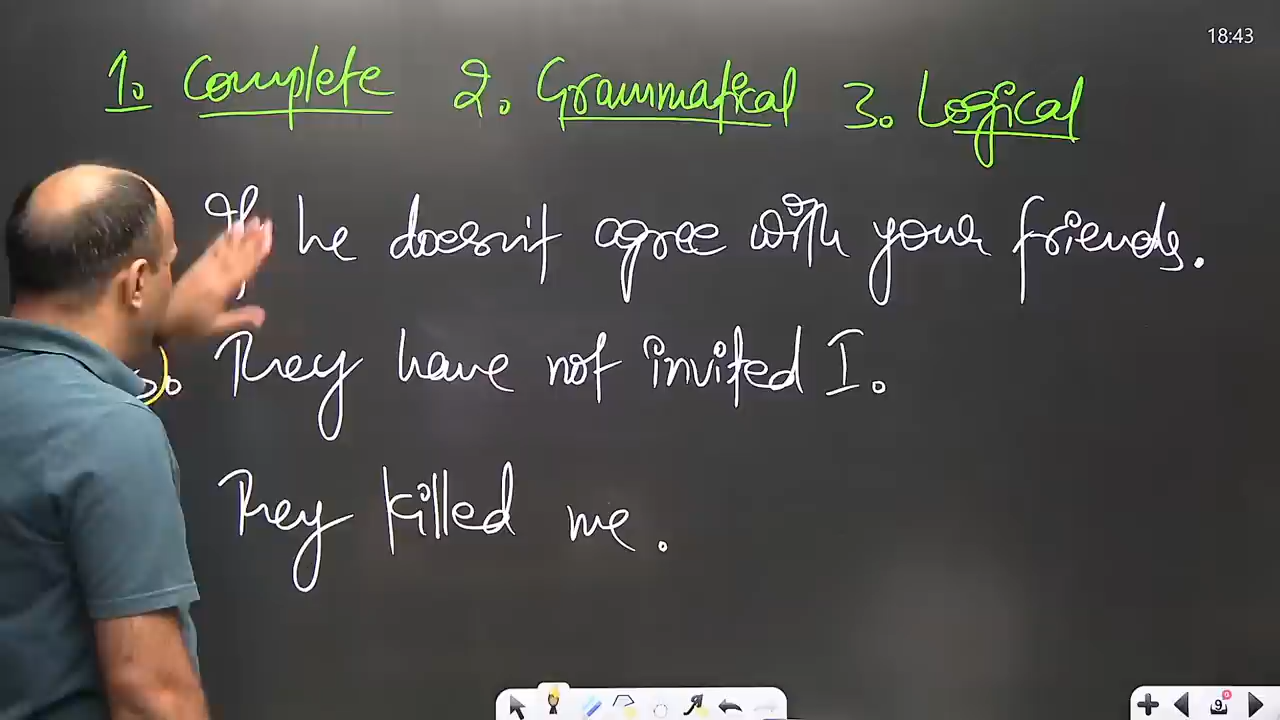 18:43
1. Complete 2. Grammatical 3. Logical
If he doesn't agree with your friends.
They have not invited I.
They killed me.
9